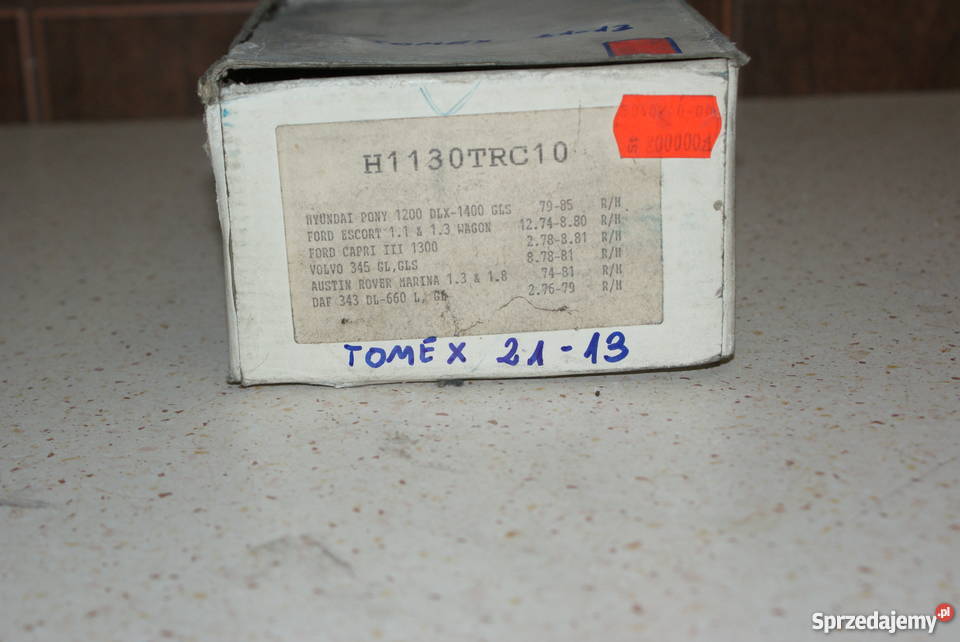 TOMEX 21-13
H1130TRC10
HYUNDAI PONY 1200 DLX-1400 GLS 79-85 R/H
FORD ESCORT 1.1 & 1.3 WAGON 12.74-8.80 R/H
FORD CAPRI III 1300 2.78-8.81 R/H
VOLVO 345 GL,GLS 8.78-81 R/H
AUSTIN ROVER MARINA 1.3 & 1.8 74-81 R/H
DAF 343 DL-660 L, GL 2.76-79 R/H
TOMEX 21-13
Sprzedajemy.pl